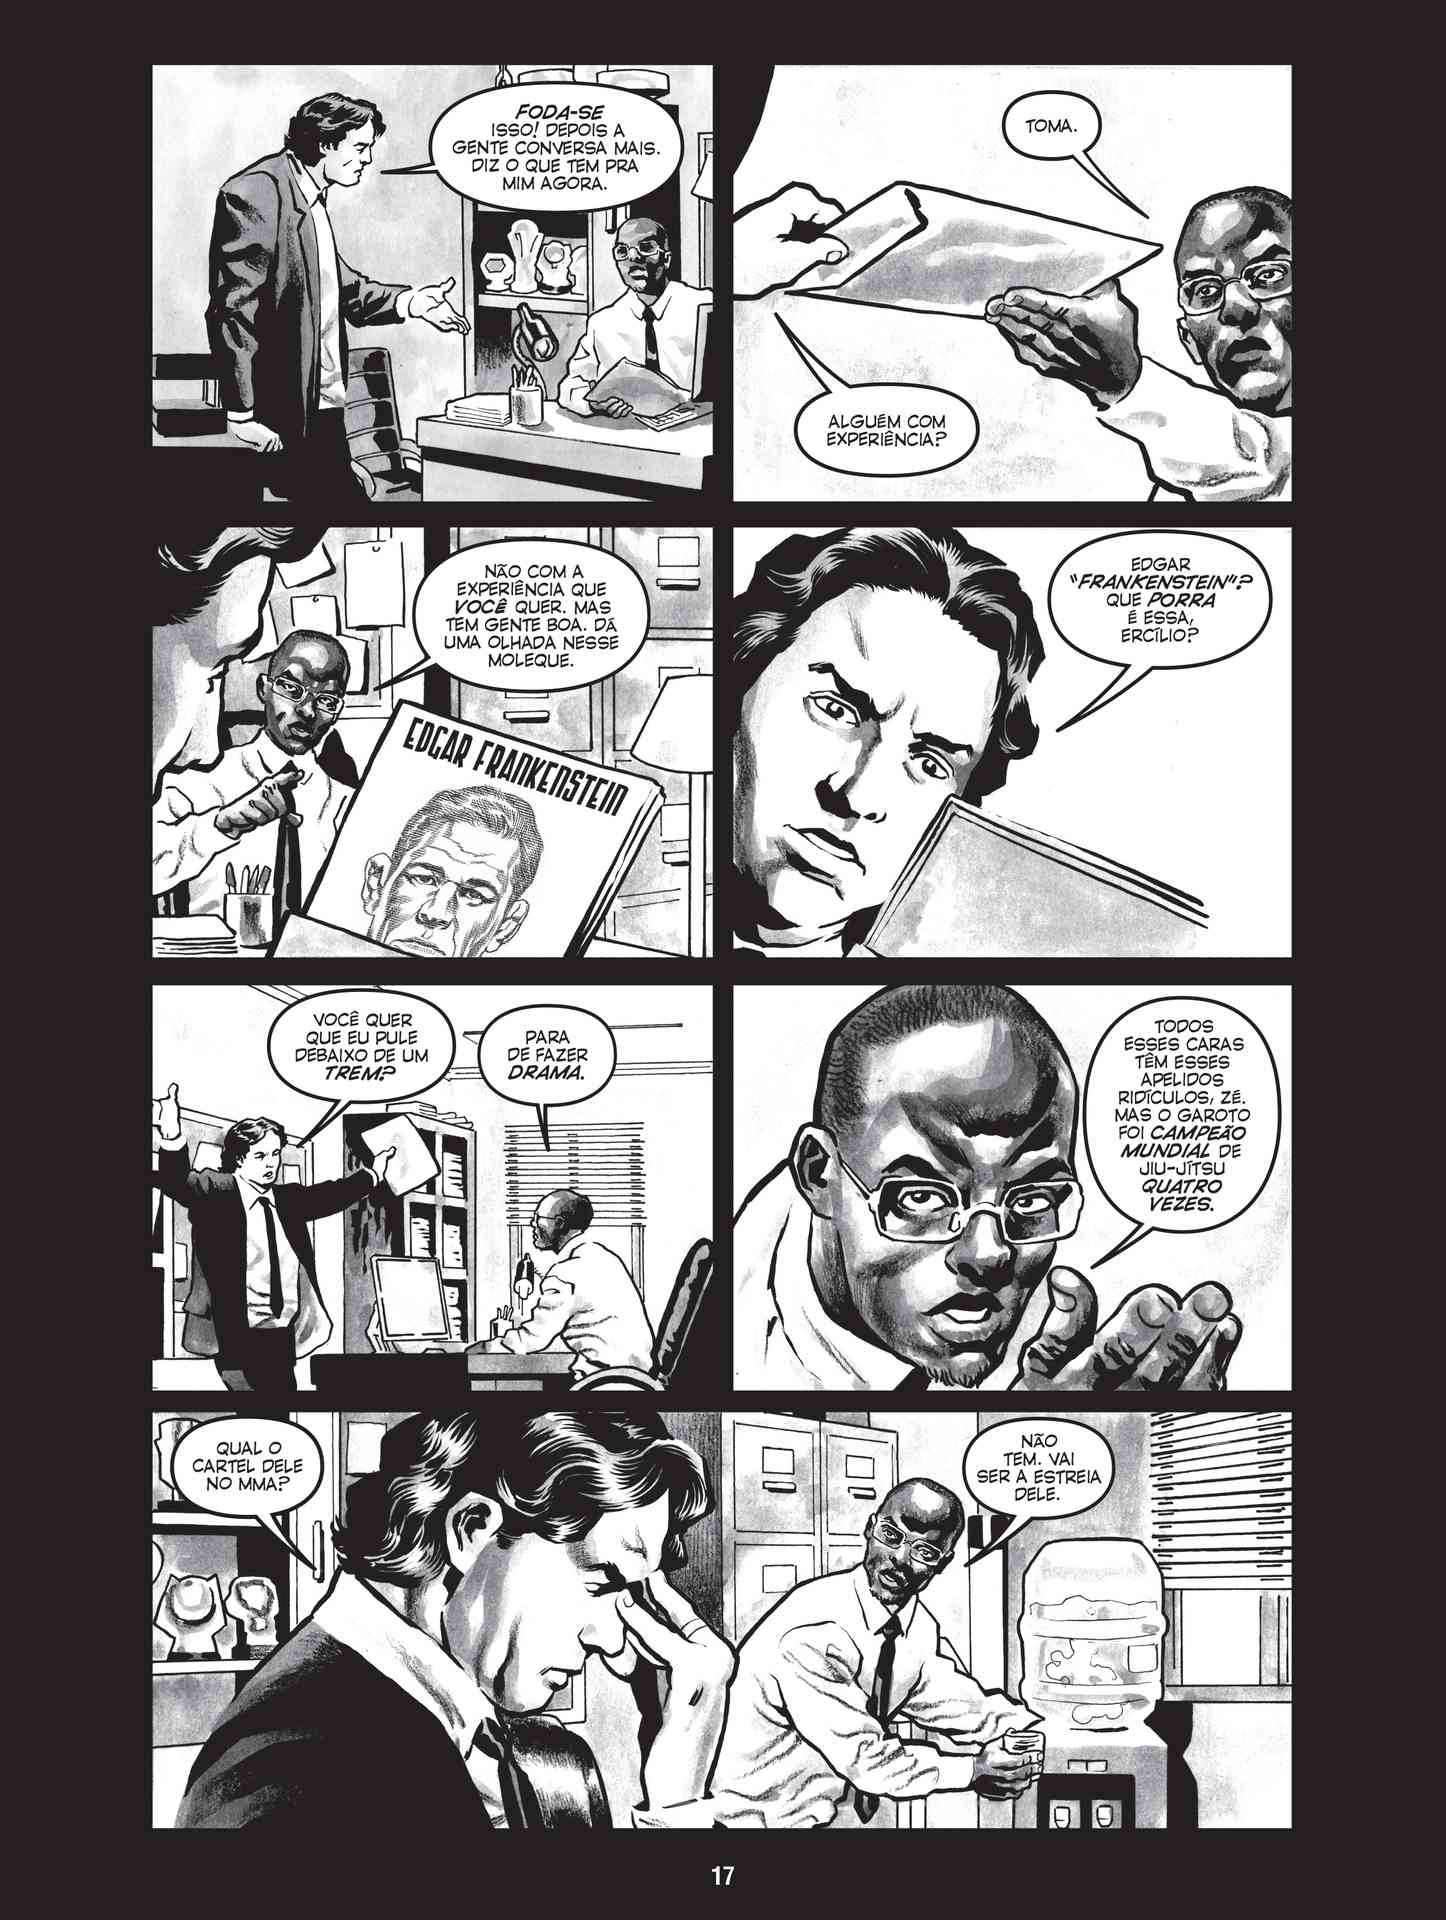 FODA-SE
ISSO! DEPOIS A
GENTE CONVERSA MAIS.
DIZ O QUE TEM PRA
MIM AGORA.
TOMA.
ALGUÉM COM
EXPERIÊNCIA?
NÃO COM A
EXPERIÊNCIA QUE
VOCÊ QUER. MAS
TEM GENTE BOA. DÁ
UMA OLHADA NESSE
MOLEQUE.
EDGAR FRANKENSTEIN
EDGAR
"FRANKENSTEIN"?
QUE PORRA
É ESSA,
ERCÍLIO?
VOCÊ QUER
QUE EU PULE
DEBAIXO DE UM
TREM?
PARA
DE FAZER
DRAMA.
TODOS
ESSES CARAS
TÊM ESSES
APELIDOS
RIDÍCULOS, ZÉ.
MAS O GAROTO
FOI CAMPEÃO
MUNDIAL DE
JIU-JÍTSU
QUATRO
VEZES.
QUAL O
CARTEL DELE
NO MMA?
NÃO
TEM. VAI
SER A ESTREIA
DELE.
17